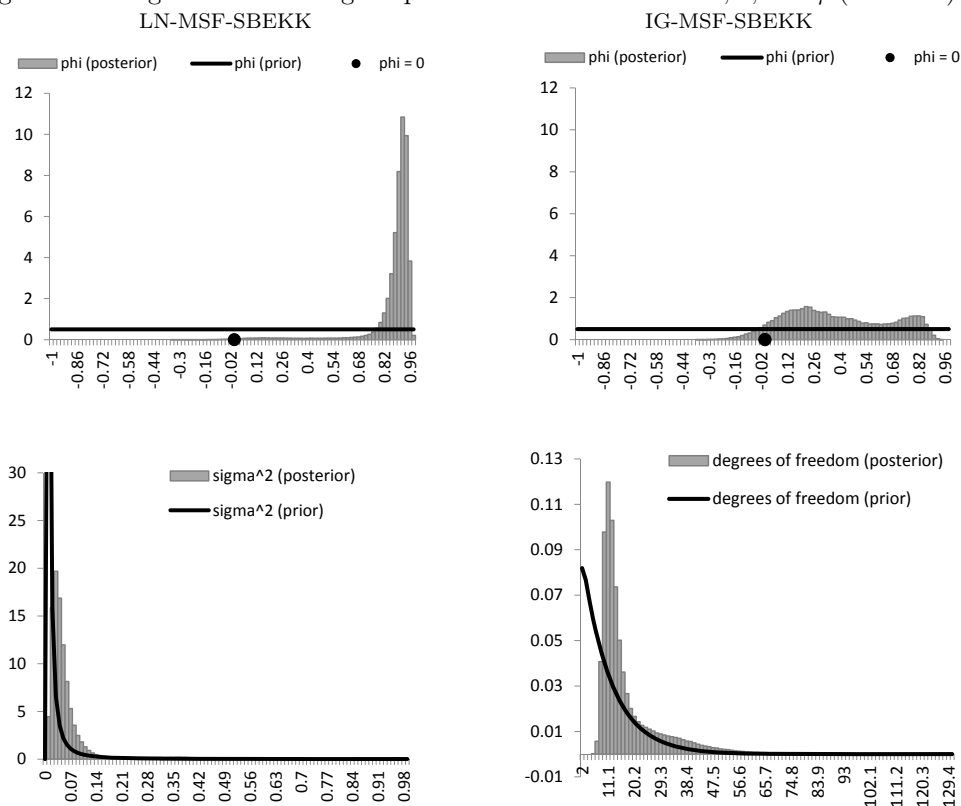 LN-MSF-SBEKK
IG-MSF-SBEKK
phi (posterior) phi (prior) phi = 0
12
10
8
6
4
2
0
-1 -0.86 -0.72 -0.58 -0.44 -0.3 -0.16 -0.02 0.12 0.26 0.4 0.54 0.68 0.82 0.96
phi (posterior) phi (prior) phi = 0
12
10
8
6
4
2
0
-1 -0.86 -0.72 -0.58 -0.44 -0.3 -0.16 -0.02 0.12 0.26 0.4 0.54 0.68 0.82 0.96
sigma^2 (posterior)
sigma^2 (prior)
30
25
20
15
10
5
0
0 0.07 0.14 0.21 0.28 0.35 0.42 0.49 0.56 0.63 0.7 0.77 0.84 0.91 0.98
degrees of freedom (posterior)
degrees of freedom (prior)
0.13
0.11
0.09
0.07
0.05
0.03
0.01
-0.01
2 11.1 20.2 29.3 38.4 47.5 56.6 65.7 74.8 83.9 93 102.1 111.2 120.3 129.4